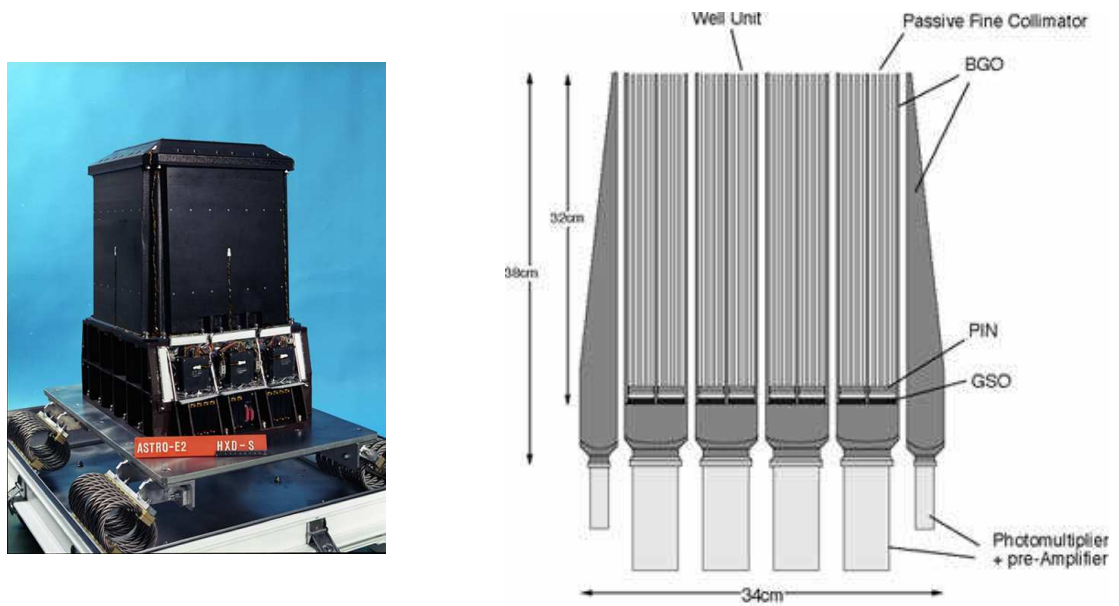 ASTRO-E2 HXD-S
Well Unit
Passive Fine Collimator
BGO
32cm
38cm
PIN
GSO
Photomultiplier
+ pre-Amplifier
34cm